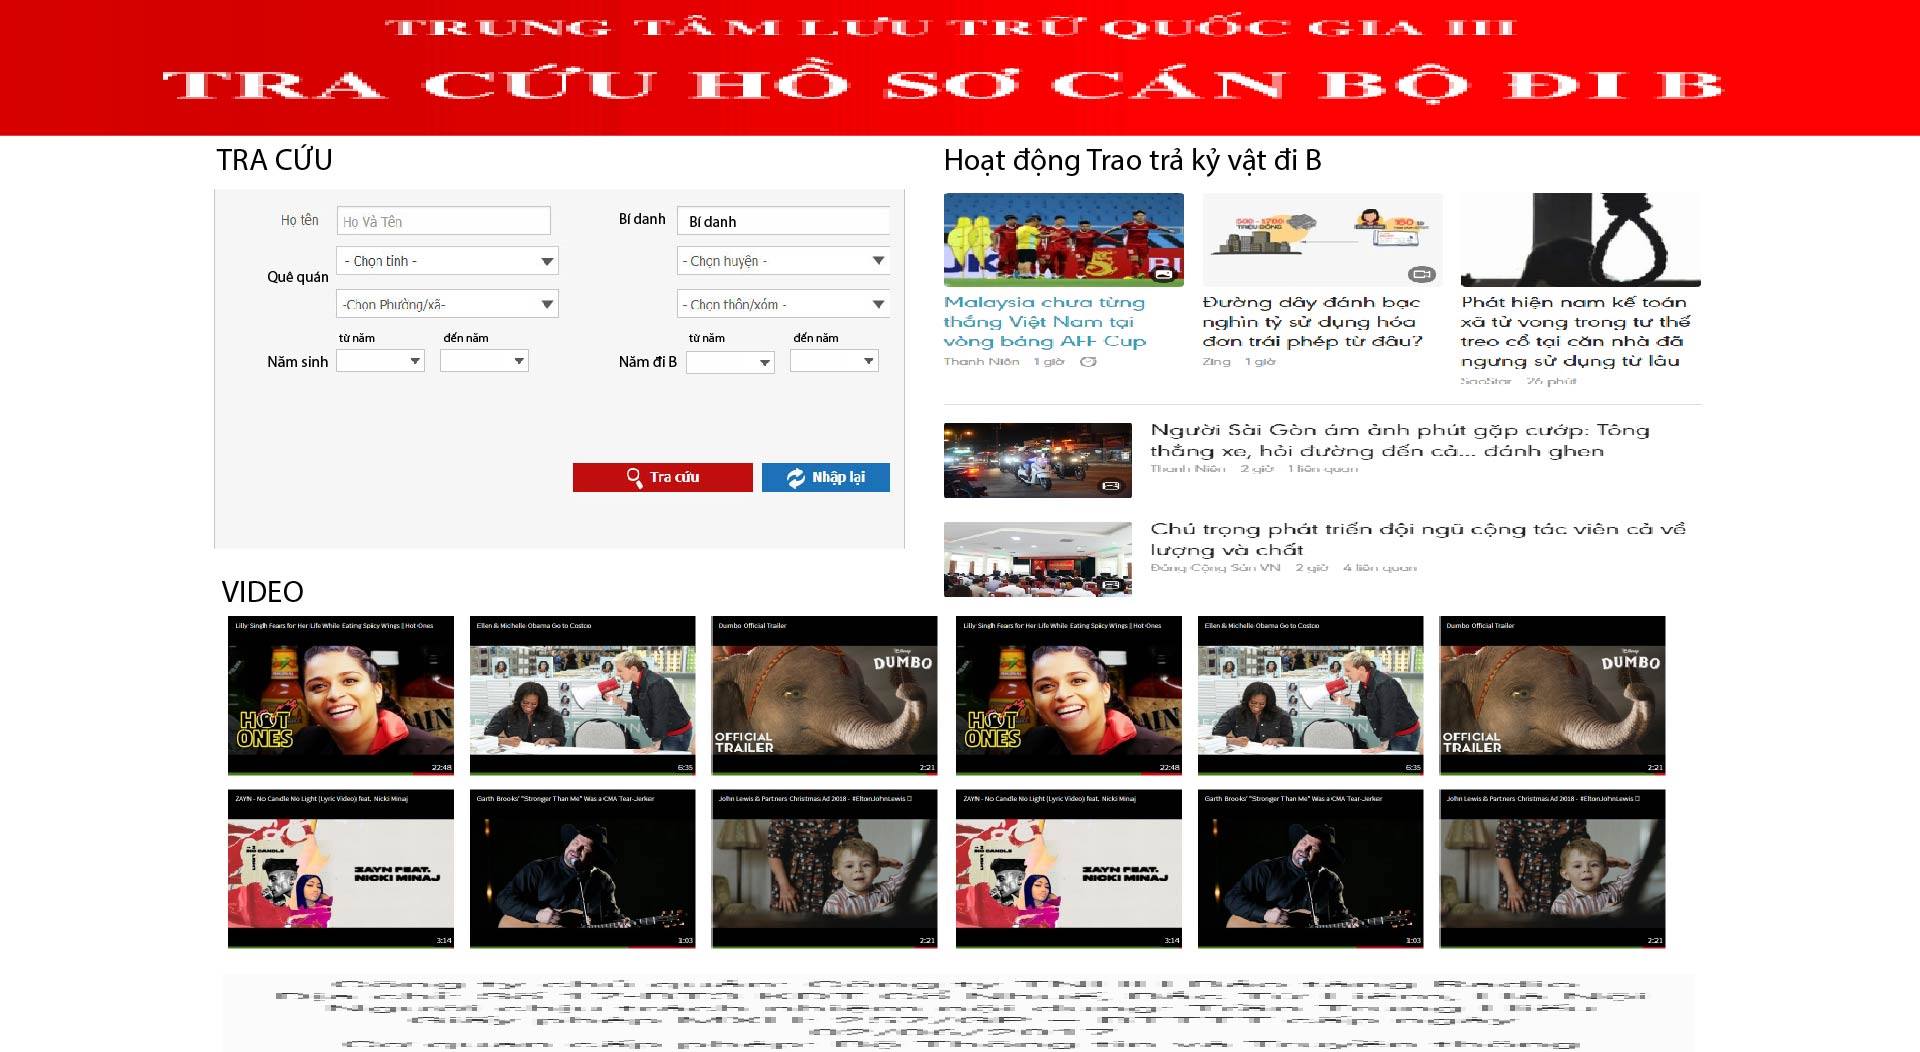 TRUNG TÂM LƯU TRỮ QUỐC GIA III
TRA CỨU HỒ SƠ CÁN BỘ ĐI B
TRA CỨU
Họ tên
Họ Và Tên
Bí danh
Bí danh
Quê quán
- Chọn tỉnh -
- Chọn huyện -
-Chọn Phường/xã-
- Chọn thôn/xóm -
từ năm
đến năm
từ năm
đến năm
Năm sinh
Năm đi B
Tra cứu
Nhập lại
Hoạt động Trao trả kỷ vật đi B
Malaysia chưa từng
thắng Việt Nam tại
vòng bảng AFF Cup
Thanh Niên 1 giờ
500 - 1700
TRIỆU ĐỒNG
150
Đường dây đánh bạc
nghìn tỷ sử dụng hóa
đơn trái phép từ đâu?
Zing 1 giờ
Phát hiện nam kế toán
xã tử vong trong tư thế
treo cổ tại căn nhà đã
ngưng sử dụng từ lâu
SaoStar 26 phút
Người Sài Gòn ám ảnh phút gặp cướp: Tông
thẳng xe, hỏi đường đến cả... đánh ghen
Thanh Niên 2 giờ 1 liên quan
Chú trọng phát triển đội ngũ cộng tác viên cả về
lượng và chất
Đảng Cộng Sản VN 2 giờ 4 liên quan
VIDEO
Lilly Singh Fears for Her Life While Eating Spicy Wings | Hot Ones
HOT
ONES
22:48
Ellen & Michelle Obama Go to Costco
6:35
Dumbo Official Trailer
Disney
DUMBO
OFFICIAL
TRAILER
2:21
Lilly Singh Fears for Her Life While Eating Spicy Wings | Hot Ones
HOT
ONES
22:48
Ellen & Michelle Obama Go to Costco
6:35
Dumbo Official Trailer
Disney
DUMBO
OFFICIAL
TRAILER
2:21
ZAYN - No Candle No Light (Lyric Video) feat. Nicki Minaj
NO CANDLE
NO LIGHT
ZAYN FEAT.
NICKI MINAJ
3:14
Garth Brooks' "Stronger Than Me" Was a CMA Tear-Jerker
1:03
John Lewis & Partners Christmas Ad 2018 - #EltonJohnLewis
2:21
ZAYN - No Candle No Light (Lyric Video) feat. Nicki Minaj
NO CANDLE
NO LIGHT
ZAYN FEAT.
NICKI MINAJ
3:14
Garth Brooks' "Stronger Than Me" Was a CMA Tear-Jerker
1:03
John Lewis & Partners Christmas Ad 2018 - #EltonJohnLewis
2:21